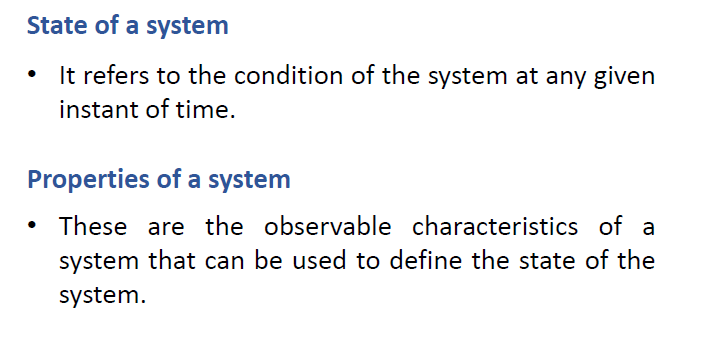 State of a system
• It refers to the condition of the system at any given
instant of time.
Properties of a system
• These are the observable characteristics of a
system that can be used to define the state of the
system.